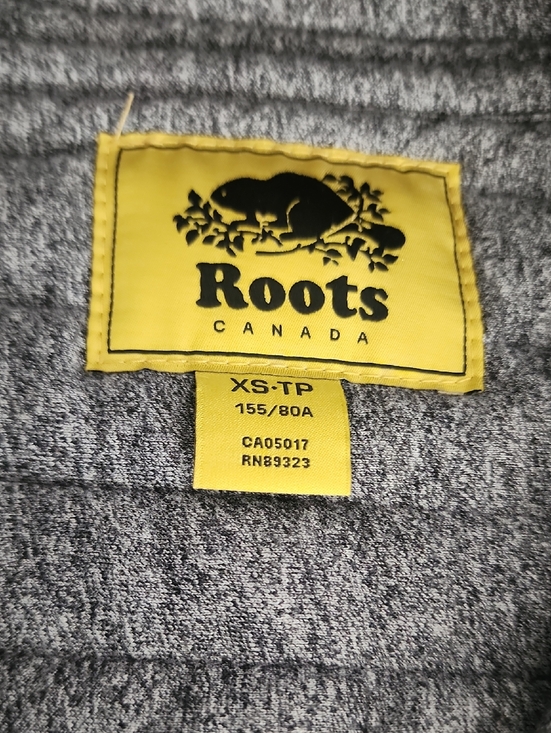 Roots
CANADA
XS·TP
155/80A
CA05017
RN89323